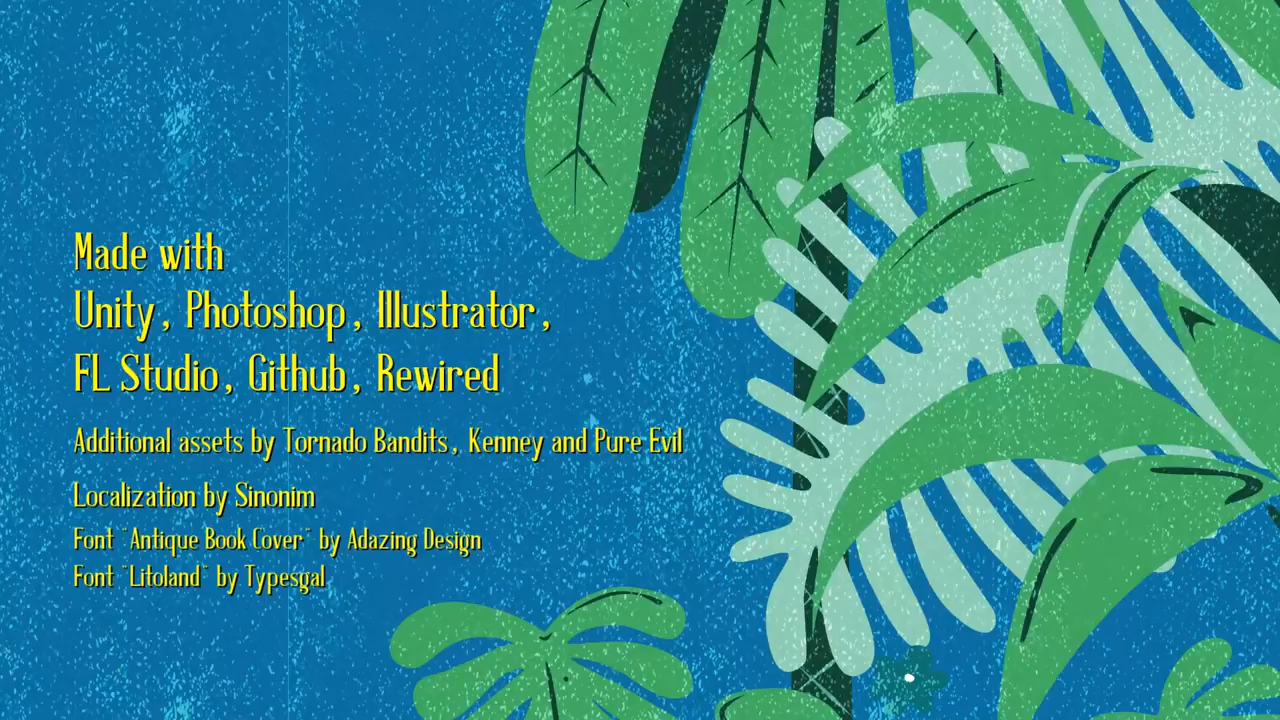 Made with
Unity, Photoshop, Illustrator,
FL Studio, Github, Rewired
Additional assets by Tornado Bandits, Kenney and Pure Evil
Localization by Sinonim
Font "Antique Book Cover" by Adazing Design
Font "Litoland" by Typesgal